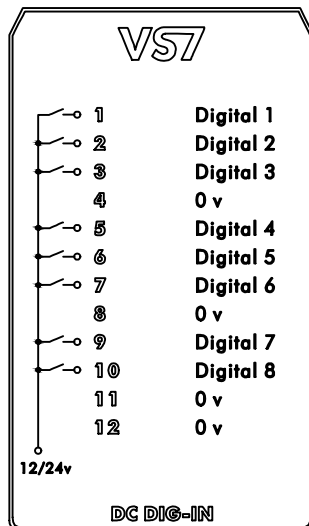 VS7
1 Digital 1
2 Digital 2
3 Digital 3
4 0 v
5 Digital 4
6 Digital 5
7 Digital 6
8 0 v
9 Digital 7
10 Digital 8
11 0 v
12 0 v
12/24v
DC DIG-IN